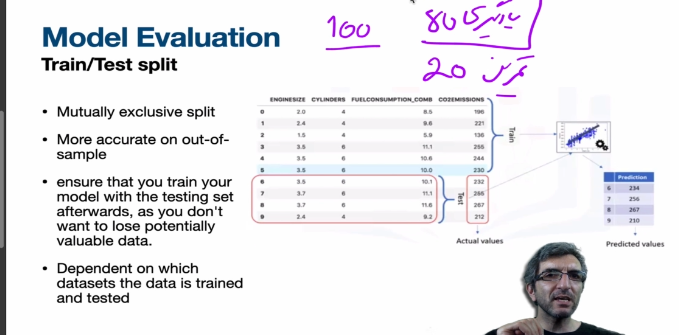 Model Evaluation
Train/Test split
100
80 یادگیری
20 تمرین
• Mutually exclusive split
• More accurate on out-of-
sample
• ensure that you train your
model with the testing set
afterwards, as you don't
want to lose potentially
valuable data.
• Dependent on which
datasets the data is trained
and tested
ENGINESIZE CYLINDERS FUELCONSUMPTION_COMB CO2EMISSIONS
0 2.0 4 8.5 196
1 2.4 4 9.6 221
2 1.5 4 5.9 136
3 3.5 6 11.1 255
4 3.5 6 10.6 244
5 3.5 6 10.0 230
6 3.5 6 10.1 232
7 3.7 6 11.1 255
8 3.7 6 11.6 267
9 2.4 4 9.2 212
Train
Test
Actual values
Prediction
6 234
7 256
8 267
9 210
Predicted values